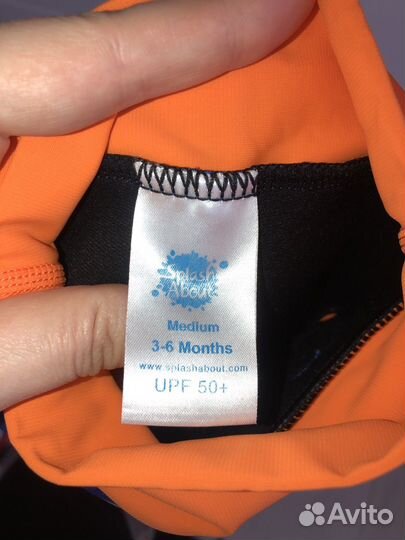 Splash
About
Medium
3-6 Months
www.splashabout.com
UPF 50+
Avito